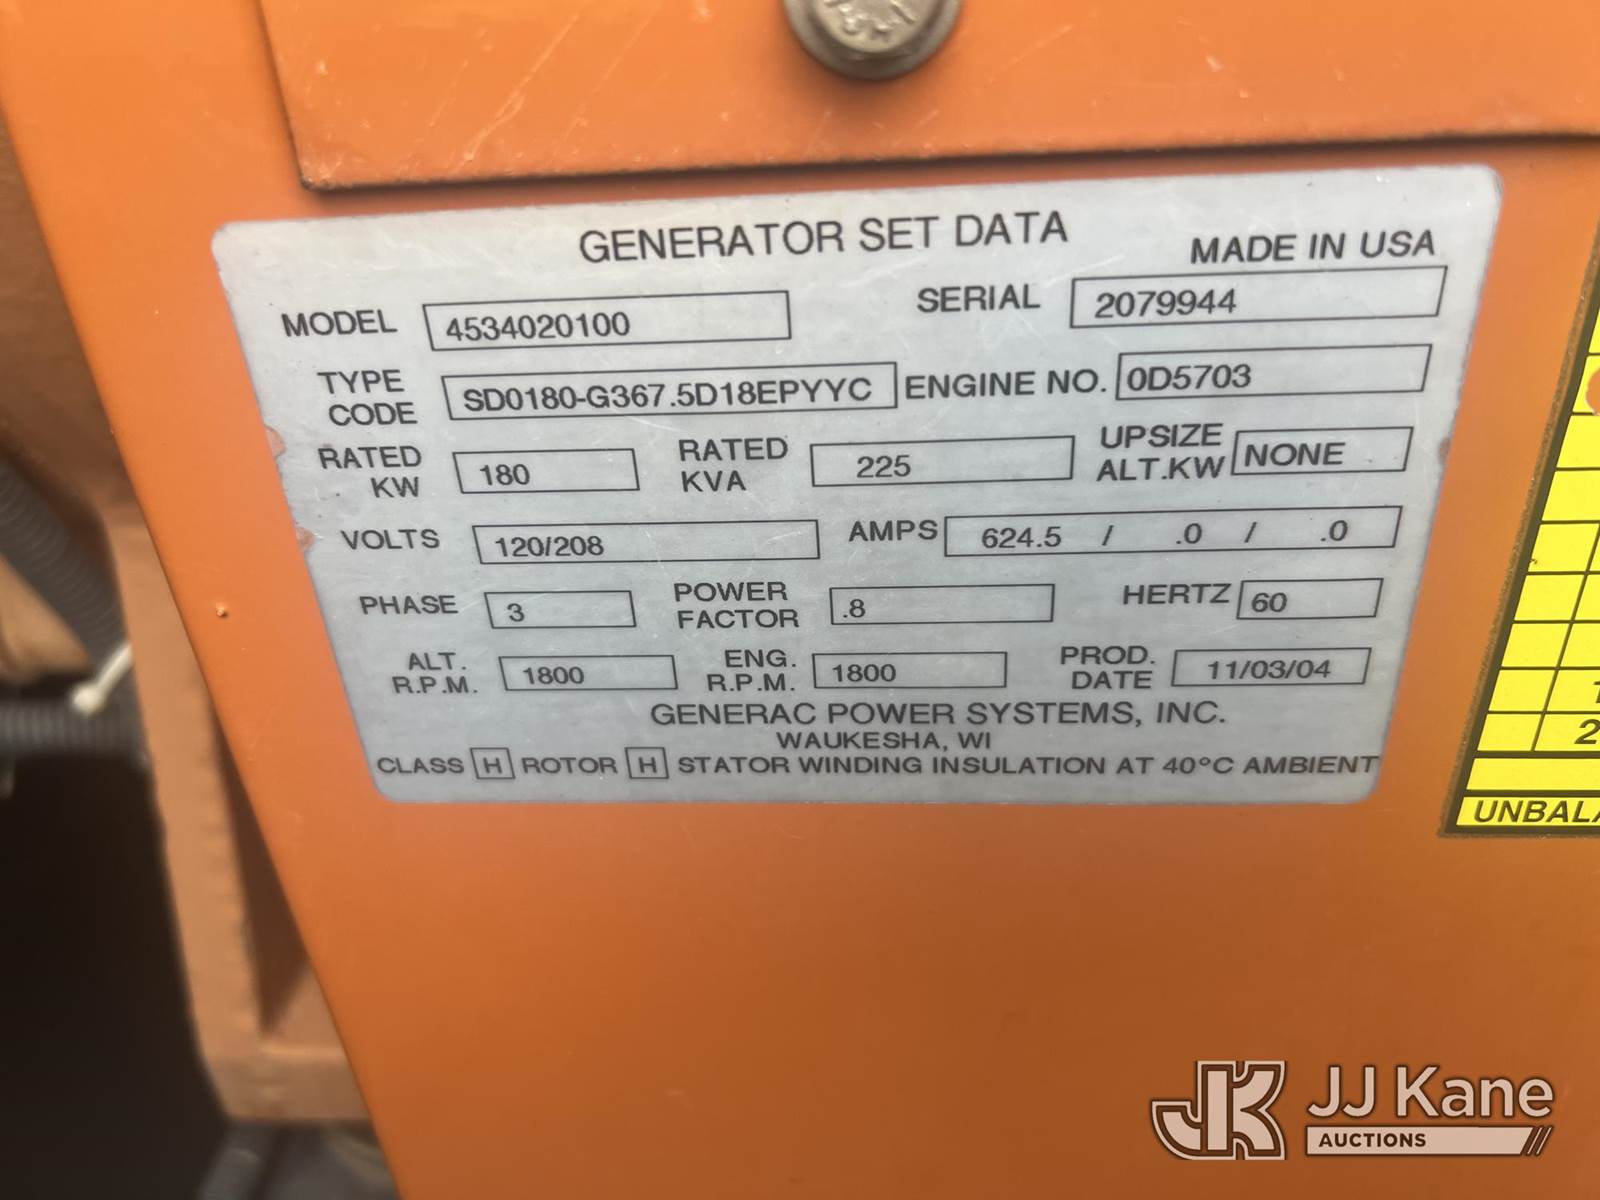 GENERATOR SET DATA
MADE IN USA
MODEL 4534020100 SERIAL 2079944
TYPE CODE SD0180-G367.5D18EPYYC ENGINE NO. 0D5703
RATED KW 180 RATED KVA 225 UPSIZE ALT.KW NONE
VOLTS 120/208 AMPS 624.5 / .0 / .0
PHASE 3 POWER FACTOR .8 HERTZ 60
ALT. R.P.M. 1800 ENG. R.P.M. 1800 PROD. DATE 11/03/04
GENERAC POWER SYSTEMS, INC.
WAUKESHA, WI
CLASS H ROTOR H STATOR WINDING INSULATION AT 40°C AMBIENT
2
UNBALA
JK JJ Kane
AUCTIONS